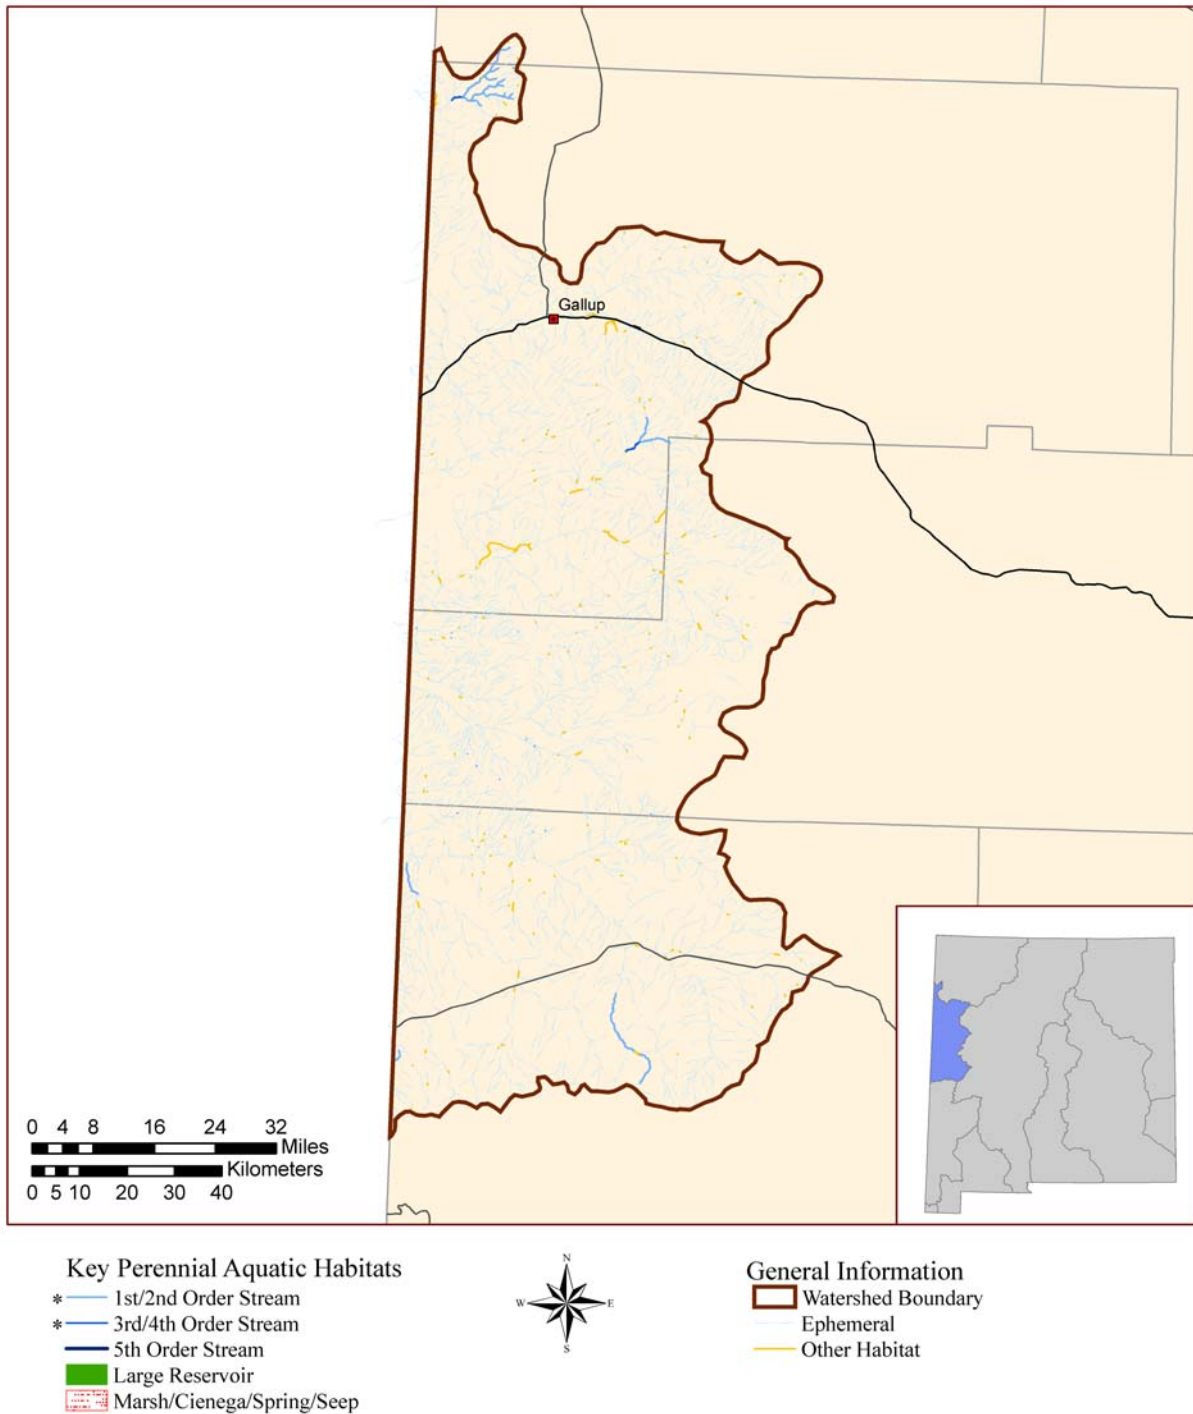 Gallup
0 4 8 16 24 32
Miles
Kilometers
0 5 10 20 30 40
Key Perennial Aquatic Habitats
* 1st/2nd Order Stream
* 3rd/4th Order Stream
5th Order Stream
Large Reservoir
Marsh/Cienega/Spring/Seep
N
W E
S
General Information
Watershed Boundary
Ephemeral
Other Habitat